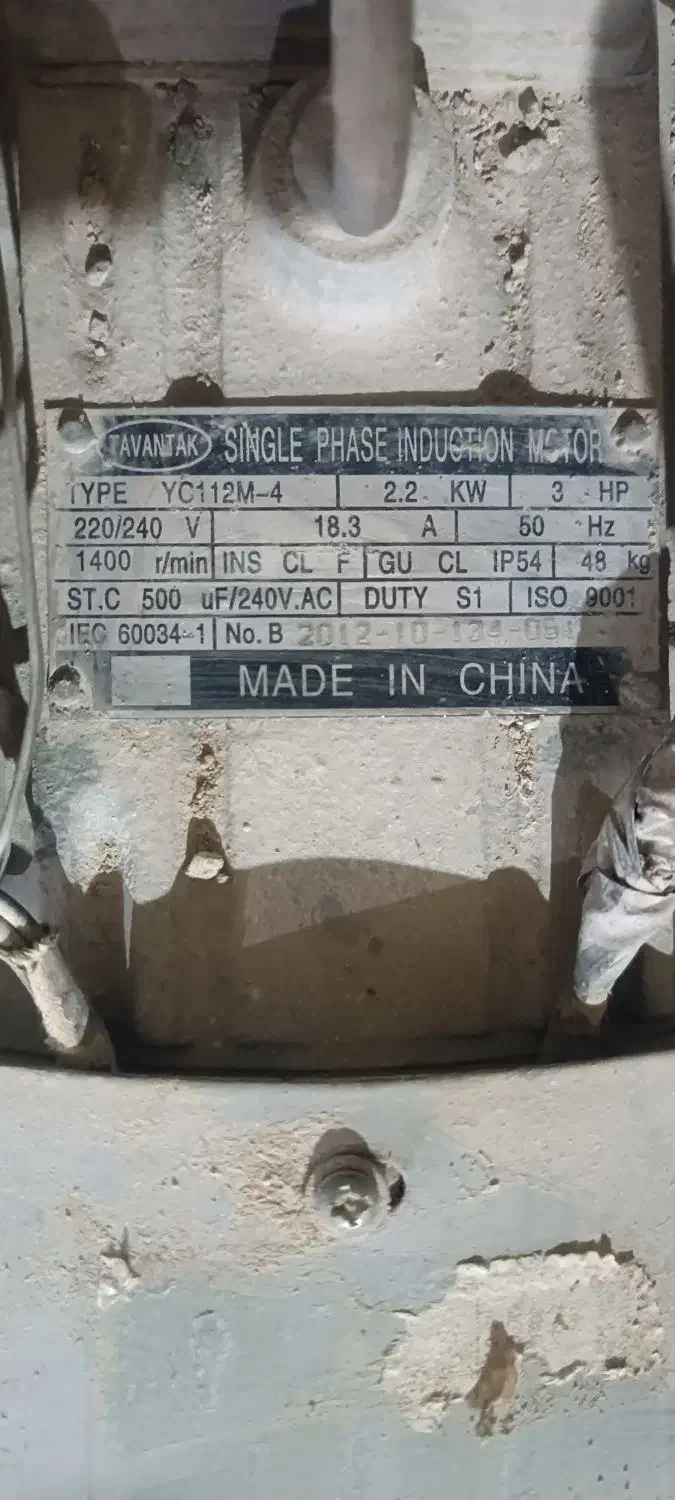 TAVANTAK SINGLE PHASE INDUCTION MOTOR
TYPE YC112M-4 2.2 KW 3 HP
220/240 V 18.3 A 50 Hz
1400 r/min INS CL F GU CL IP54 48 kg
ST.C 500 uF/240V.AC DUTY S1 ISO 9001
IEC 60034-1 No. B
MADE IN CHINA